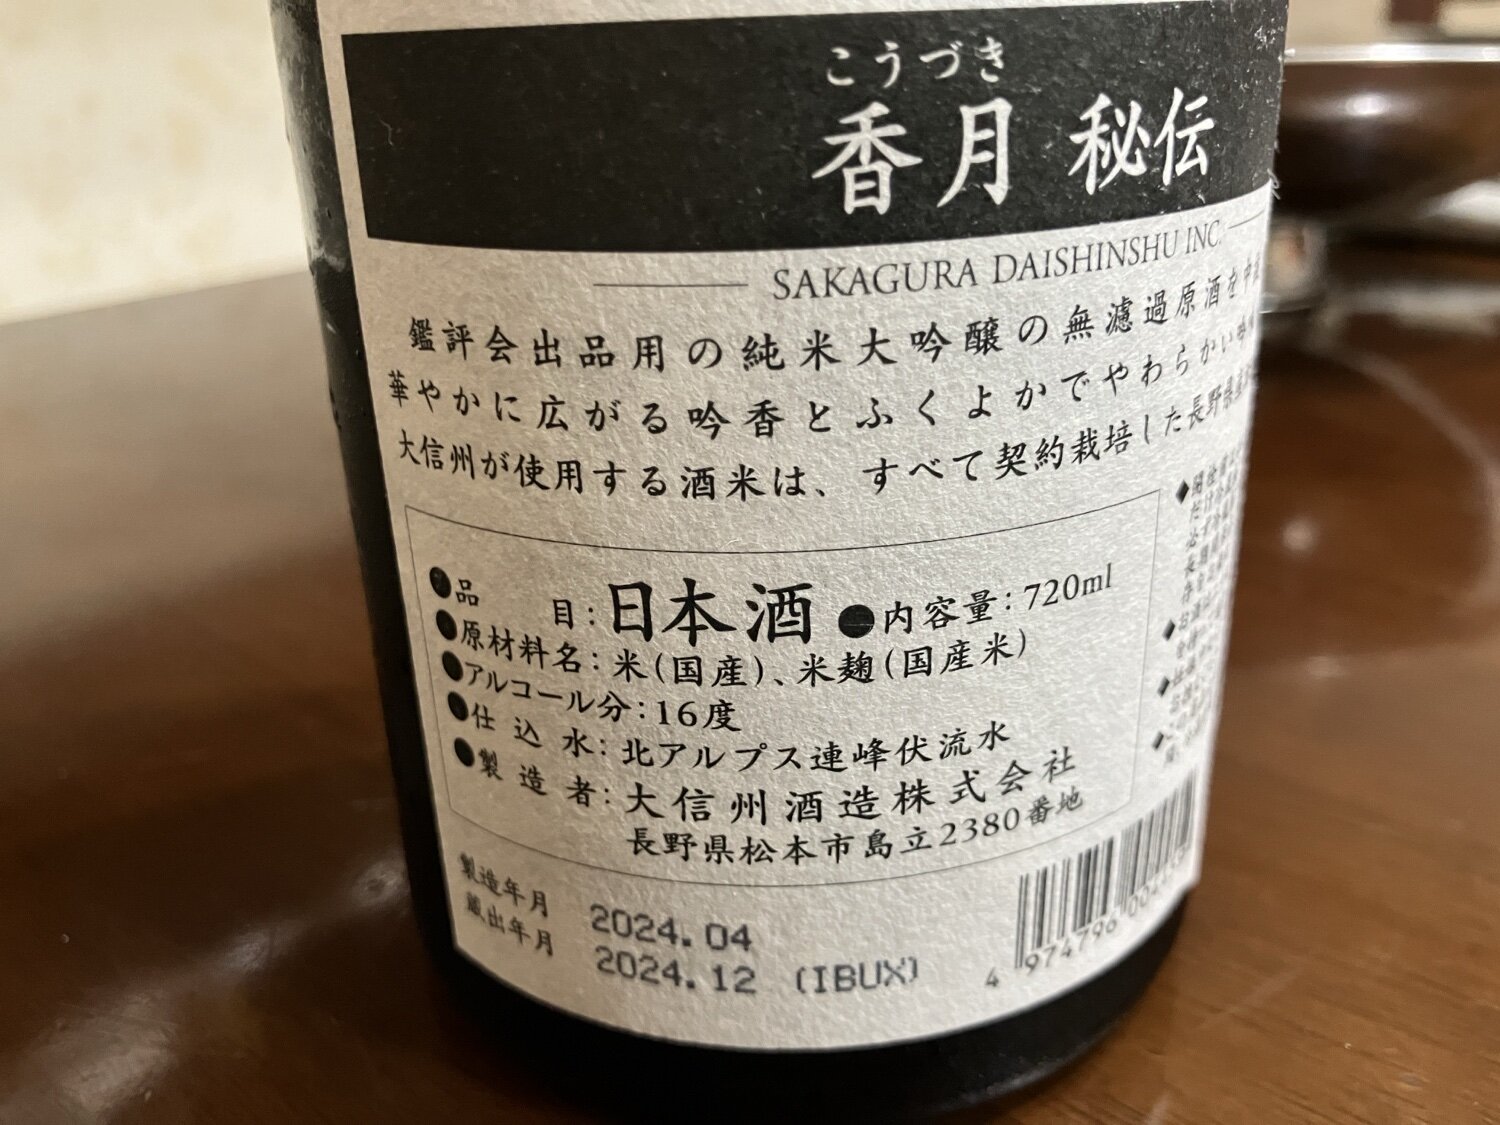 こうづき
香月 秘伝
SAKAGURA DAISHINSHU INC.
鑑評会出品用の純米大吟醸の無濾過原酒を中
華やかに広がる吟香とふくよかでやわらかい吟
大信州が使用する酒米は、すべて契約栽培した長野県産
●品 目:日本酒 ●内容量:720ml
●原材料名:米(国産)、米麹(国産米)
●アルコール分:16度
●仕込水:北アルプス連峰伏流水
●製造者:大信州酒造株式会社
長野県松本市島立2380番地
製造年月 2024.04
蔵出年月 2024.12 (IBUX)
4 974796